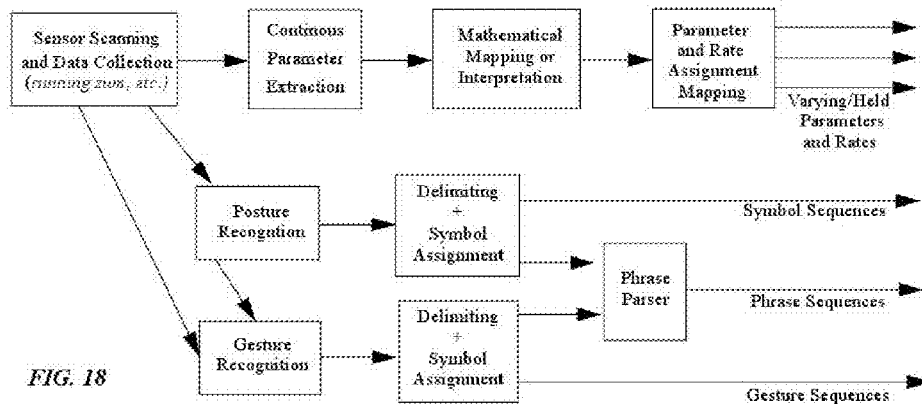 Sensor Scanning
and Data Collection
(running sum, etc.)
Continous
Parameter
Extraction
Mathematical
Mapping or
Interpretation
Parameter
and Rate
Assignment
Mapping
Varying/Held
Parameters
and Rates
Posture
Recognition
Delimiting
+
Symbol
Assignment
Symbol Sequences
Phrase
Parser
Phrase Sequences
Gesture
Recognition
Delimiting
+
Symbol
Assignment
Gesture Sequences
FIG. 18